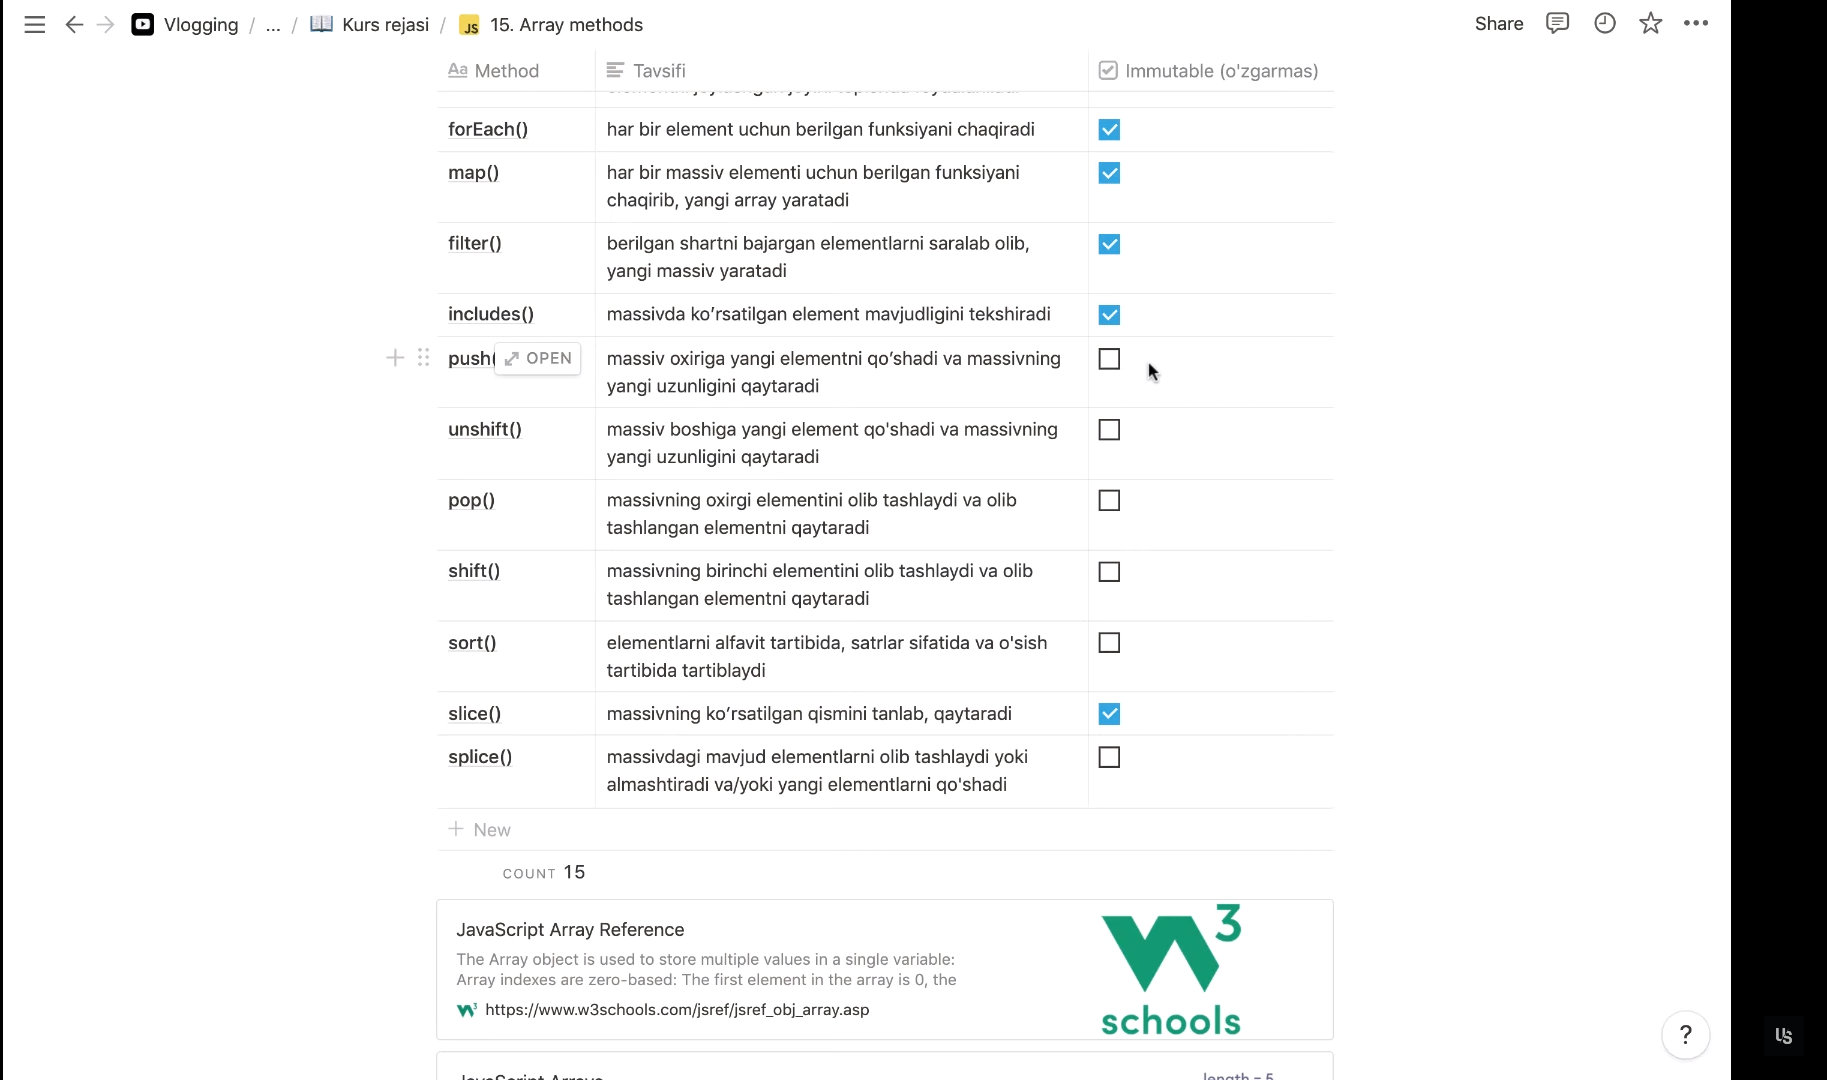 Vlogging / ... / Kurs rejasi / JS 15. Array methods
Share
Aa Method
Tavsifi
Immutable (o'zgarmas)
forEach()
har bir element uchun berilgan funksiyani chaqiradi
map()
har bir massiv elementi uchun berilgan funksiyani
chaqirib, yangi array yaratadi
filter()
berilgan shartni bajargan elementlarni saralab olib,
yangi massiv yaratadi
includes()
massivda ko’rsatilgan element mavjudligini tekshiradi
push(
OPEN
massiv oxiriga yangi elementni qo’shadi va massivning
yangi uzunligini qaytaradi
unshift()
massiv boshiga yangi element qo'shadi va massivning
yangi uzunligini qaytaradi
pop()
massivning oxirgi elementini olib tashlaydi va olib
tashlangan elementni qaytaradi
shift()
massivning birinchi elementini olib tashlaydi va olib
tashlangan elementni qaytaradi
sort()
elementlarni alfavit tartibida, satrlar sifatida va o'sish
tartibida tartiblaydi
slice()
massivning ko’rsatilgan qismini tanlab, qaytaradi
splice()
massivdagi mavjud elementlarni olib tashlaydi yoki
almashtiradi va/yoki yangi elementlarni qo'shadi
+ New
COUNT 15
JavaScript Array Reference
The Array object is used to store multiple values in a single variable:
Array indexes are zero-based: The first element in the array is 0, the
https://www.w3schools.com/jsref/jsref_obj_array.asp
W3
schools
JavaScript Arrays
length = 5
?